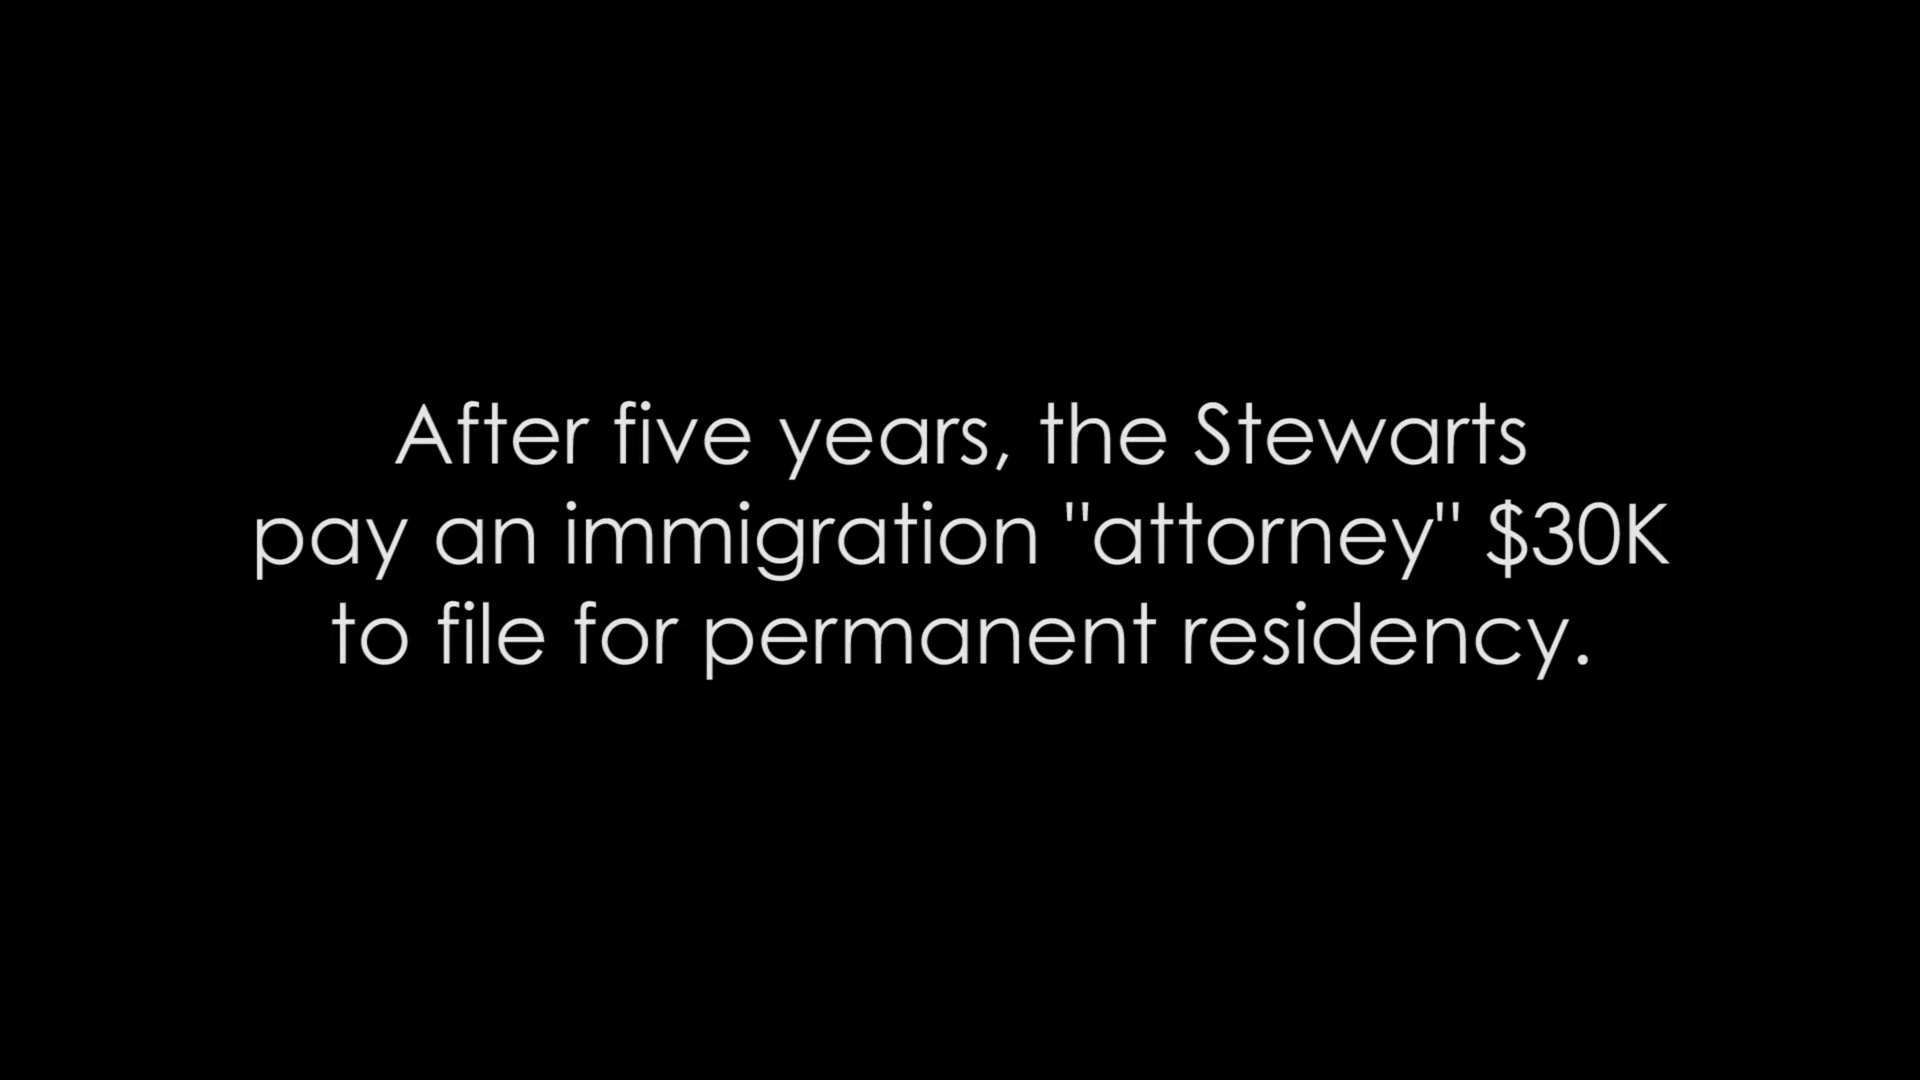 After five years, the Stewarts
pay an immigration "attorney" $30K
to file for permanent residency.